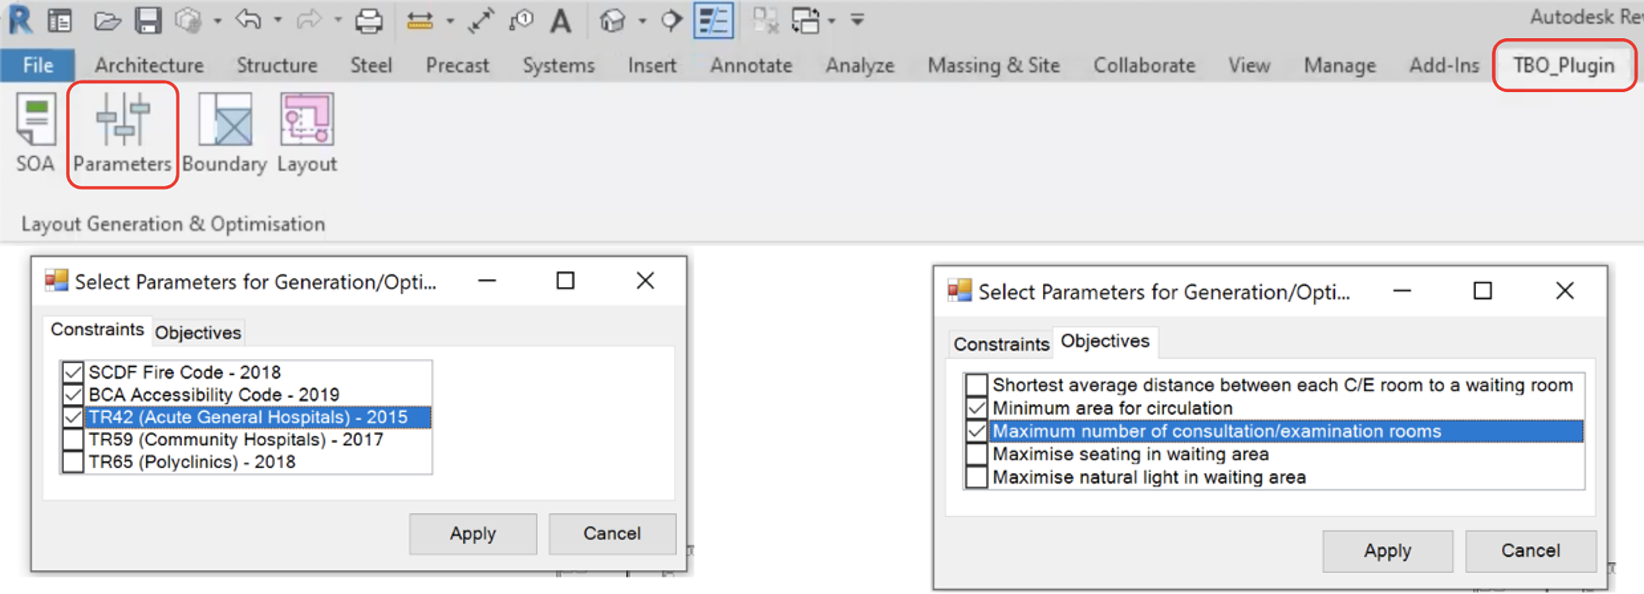 Autodesk Re
File Architecture Structure Steel Precast Systems Insert Annotate Analyze Massing & Site Collaborate View Manage Add-Ins TBO_Plugin
SOA Parameters Boundary Layout
Layout Generation & Optimisation
Select Parameters for Generation/Opti...
Constraints Objectives
SCDF Fire Code - 2018
BCA Accessibility Code - 2019
TR42 (Acute General Hospitals) - 2015
TR59 (Community Hospitals) - 2017
TR65 (Polyclinics) - 2018
Apply Cancel
Select Parameters for Generation/Opti...
Constraints Objectives
Shortest average distance between each C/E room to a waiting room
Minimum area for circulation
Maximum number of consultation/examination rooms
Maximise seating in waiting area
Maximise natural light in waiting area
Apply Cancel